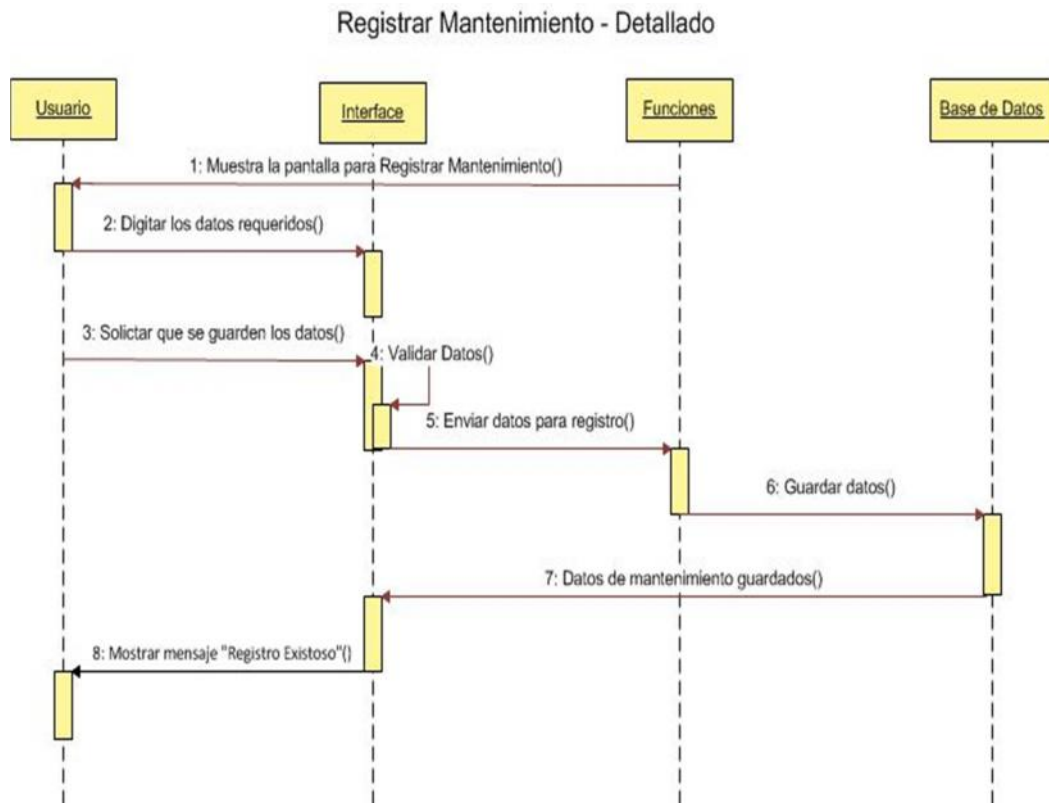 Registrar Mantenimiento - Detallado
Usuario
Interface
Funciones
Base de Datos
1: Muestra la pantalla para Registrar Mantenimiento()
2: Digitar los datos requeridos()
3: Solictar que se guarden los datos()
4: Validar Datos()
5: Enviar datos para registro()
6: Guardar datos()
7: Datos de mantenimiento guardados()
8: Mostrar mensaje "Registro Existoso"()